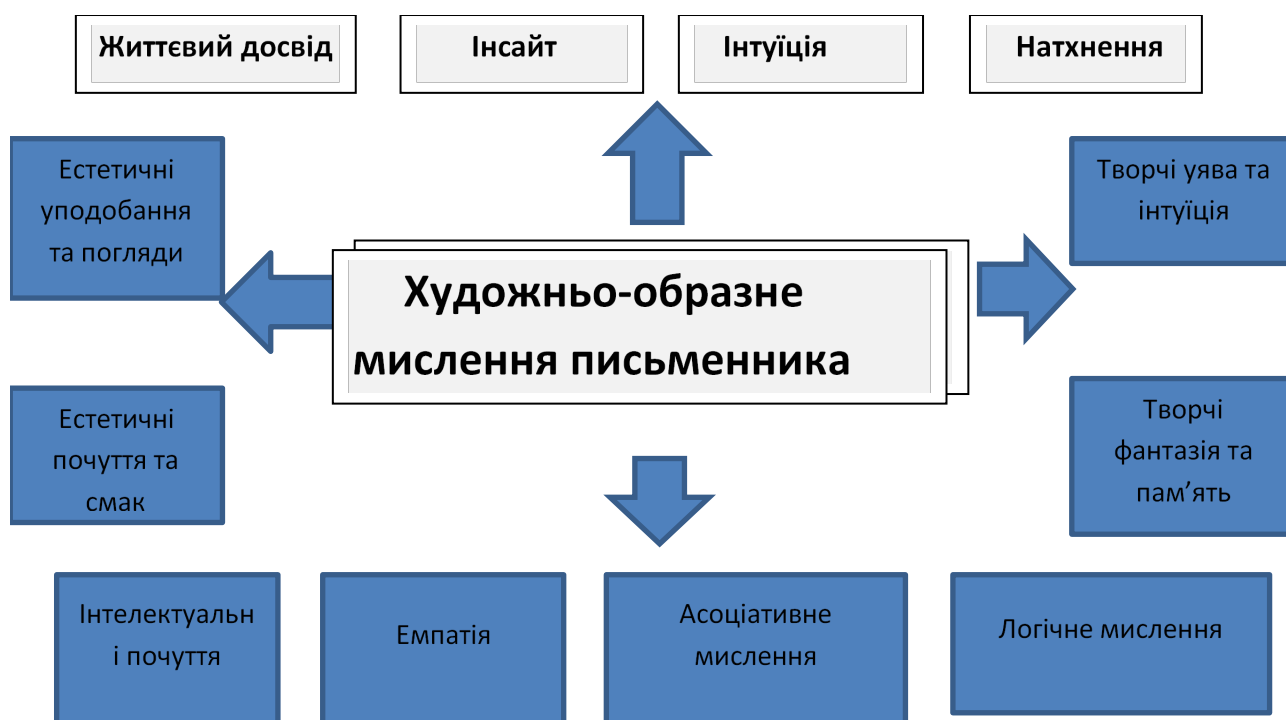 Життєвий досвід
Інсайт
Інтуїція
Натхнення
Естетичні
уподобання
та погляди
Творчі уява та
інтуїція
Художньо-образне
мислення письменника
Естетичні
почуття та
смак
Творчі
фантазія та
пам’ять
Інтелектуальн
і почуття
Емпатія
Асоціативне
мислення
Логічне мислення